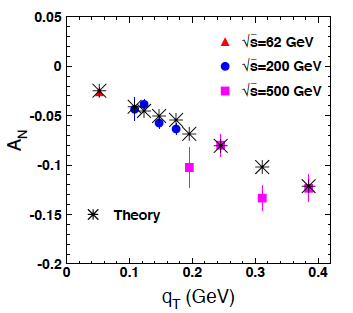 0.05
√s=62 GeV
0
√s=200 GeV
√s=500 GeV
-0.05
A_N
-0.1
-0.15
Theory
-0.2
0 0.1 0.2 0.3 0.4
q_T (GeV)